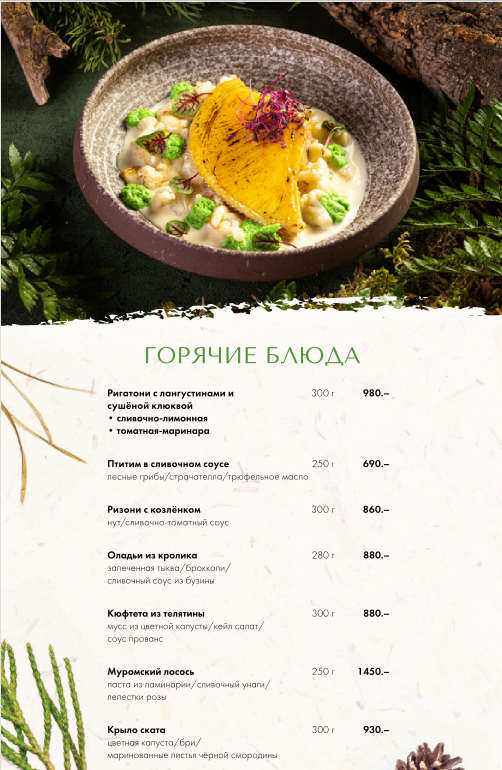 ГОРЯЧИЕ БЛЮДА
Ригатони с лангустинами и 300 г 980.–
сушёной клюквой
• сливочно-лимонная
• томатная-маринара
Птитим в сливочном соусе 250 г 690.–
лесные грибы/страчателла/трюфельное масло
Ризони с козлёнком 300 г 860.–
нут/сливочно-томатный соус
Оладьи из кролика 280 г 880.–
запеченная тыква/брокколи/
сливочный соус из бузины
Кюфтета из телятины 300 г 880.–
мусс из цветной капусты/кейл салат/
соус прованс
Муромский лосось 250 г 1450.–
паста из ламинарии/сливочный унаги/
лепестки розы
Крыло ската 300 г 930.–
цветная капуста/бри/
маринованные листья чёрной смородины